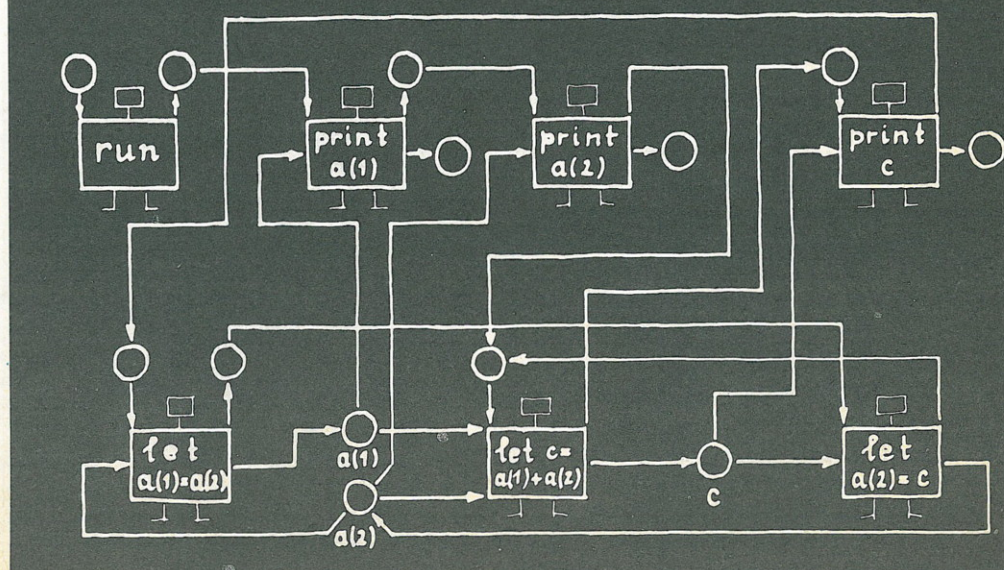 run
print
a(1)
print
a(2)
print
c
let
a(1)=a(2)
a(1)
a(2)
let c=
a(1)+a(2)
c
let
a(2)=c